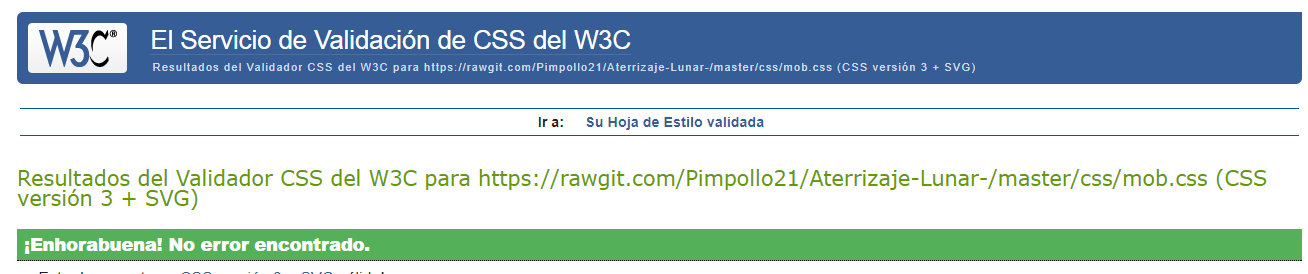 W3C®
El Servicio de Validación de CSS del W3C
Resultados del Validador CSS del W3C para https://rawgit.com/Pimpollo21/Aterrizaje-Lunar-/master/css/mob.css (CSS versión 3 + SVG)
Ir a: Su Hoja de Estilo validada
Resultados del Validador CSS del W3C para https://rawgit.com/Pimpollo21/Aterrizaje-Lunar-/master/css/mob.css (CSS
versión 3 + SVG)
¡Enhorabuena! No error encontrado.